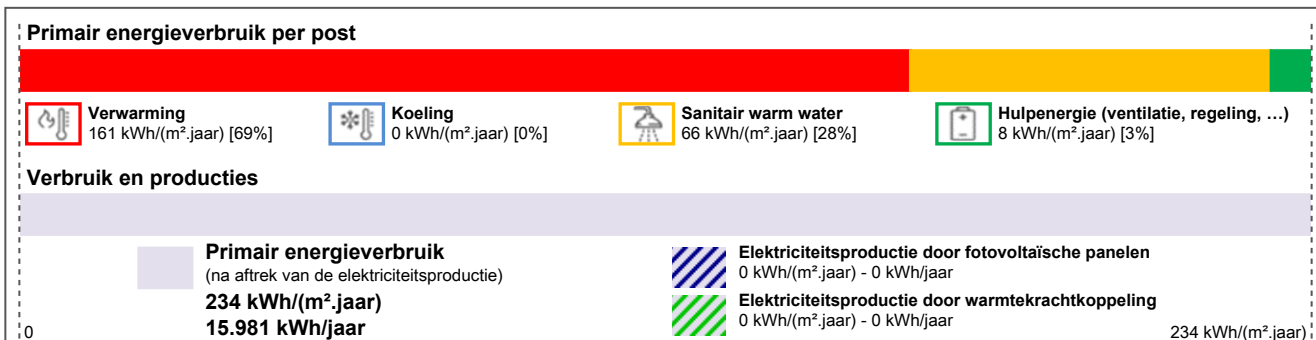 Primair energieverbruik per post
Verwarming
161 kWh/(m².jaar) [69%]
Koeling
0 kWh/(m².jaar) [0%]
Sanitair warm water
66 kWh/(m².jaar) [28%]
Hulpenergie (ventilatie, regeling, …)
8 kWh/(m².jaar) [3%]
Verbruik en producties
Primair energieverbruik
(na aftrek van de elektriciteitsproductie)
234 kWh/(m².jaar)
15.981 kWh/jaar
Elektriciteitsproductie door fotovoltaïsche panelen
0 kWh/(m².jaar) - 0 kWh/jaar
Elektriciteitsproductie door warmtekrachtkoppeling
0 kWh/(m².jaar) - 0 kWh/jaar
0
234 kWh/(m².jaar)